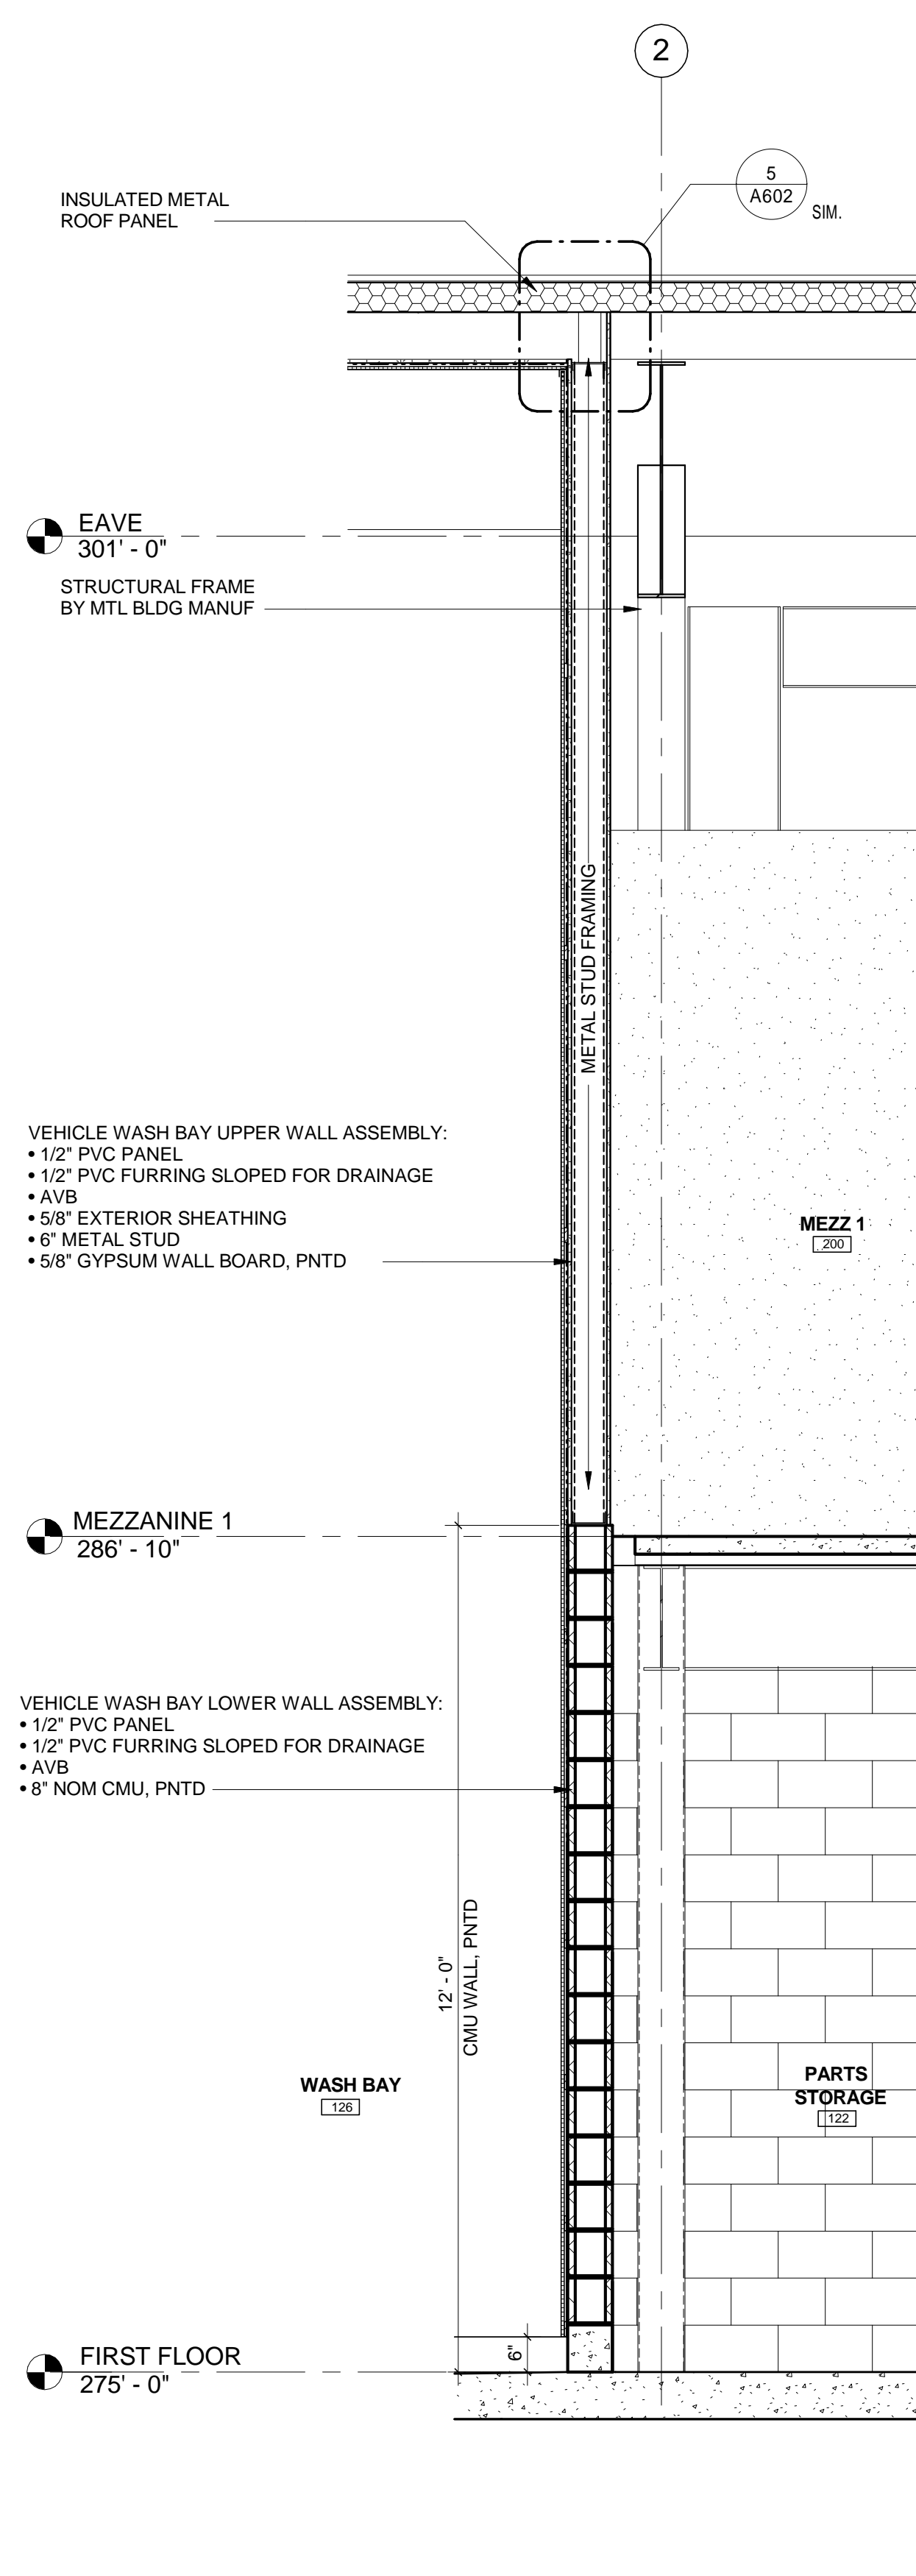 2
5
A602
SIM.
INSULATED METAL
ROOF PANEL
EAVE
301' - 0"
STRUCTURAL FRAME
BY MTL BLDG MANUF
METAL STUD FRAMING
VEHICLE WASH BAY UPPER WALL ASSEMBLY:
• 1/2" PVC PANEL
• 1/2" PVC FURRING SLOPED FOR DRAINAGE
• AVB
• 5/8" EXTERIOR SHEATHING
• 6" METAL STUD
• 5/8" GYPSUM WALL BOARD, PNTD
MEZZ 1
200
MEZZANINE 1
286' - 10"
VEHICLE WASH BAY LOWER WALL ASSEMBLY:
• 1/2" PVC PANEL
• 1/2" PVC FURRING SLOPED FOR DRAINAGE
• AVB
• 8" NOM CMU, PNTD
12' - 0"
CMU WALL, PNTD
WASH BAY
126
PARTS
STORAGE
122
6"
FIRST FLOOR
275' - 0"